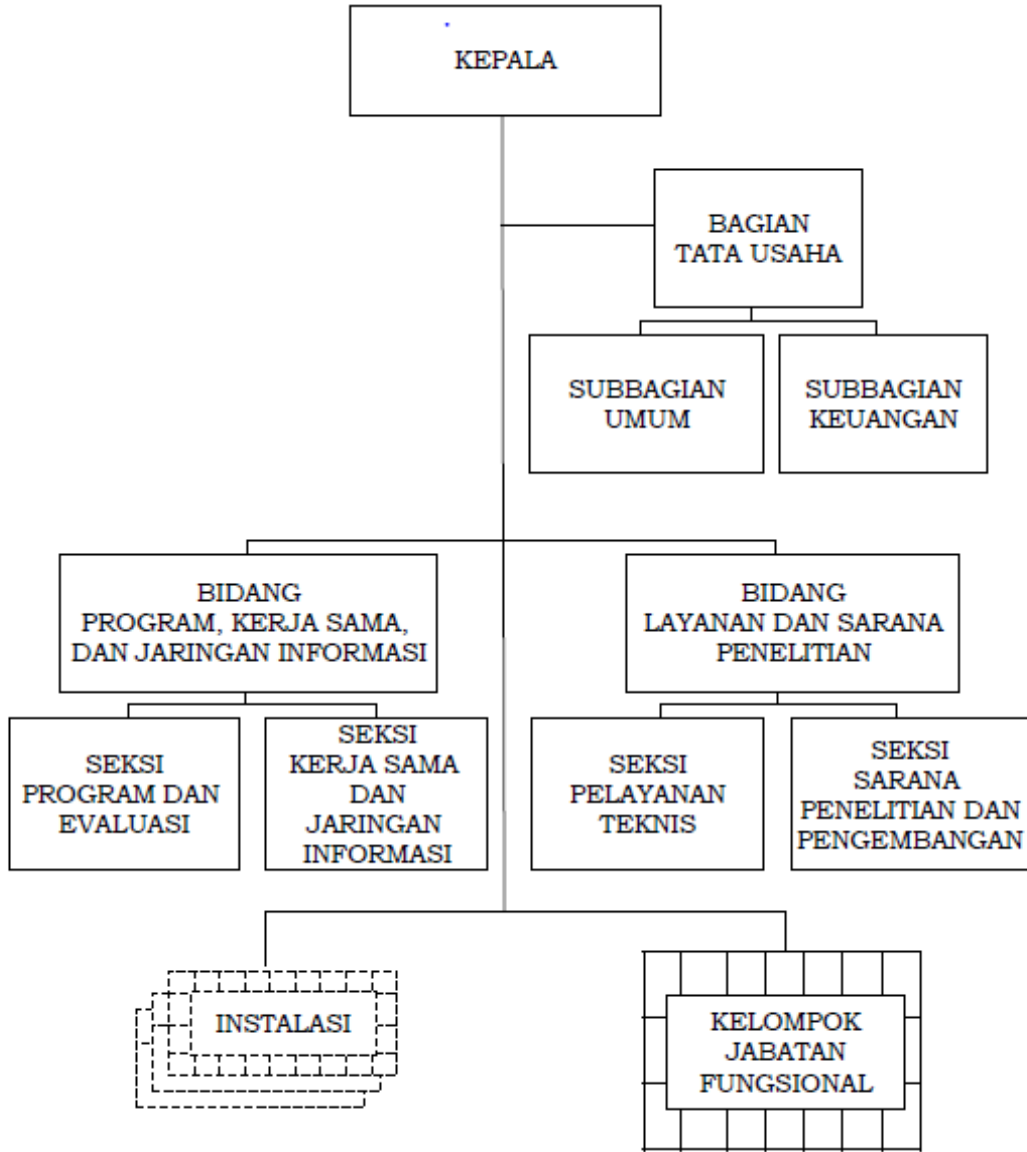 KEPALA
BAGIAN
TATA USAHA
SUBBAGIAN
UMUM
SUBBAGIAN
KEUANGAN
BIDANG
PROGRAM, KERJA SAMA,
DAN JARINGAN INFORMASI
BIDANG
LAYANAN DAN SARANA
PENELITIAN
SEKSI
PROGRAM DAN
EVALUASI
SEKSI
KERJA SAMA
DAN
JARINGAN
INFORMASI
SEKSI
PELAYANAN
TEKNIS
SEKSI
SARANA
PENELITIAN DAN
PENGEMBANGAN
INSTALASI
KELOMPOK
JABATAN
FUNGSIONAL